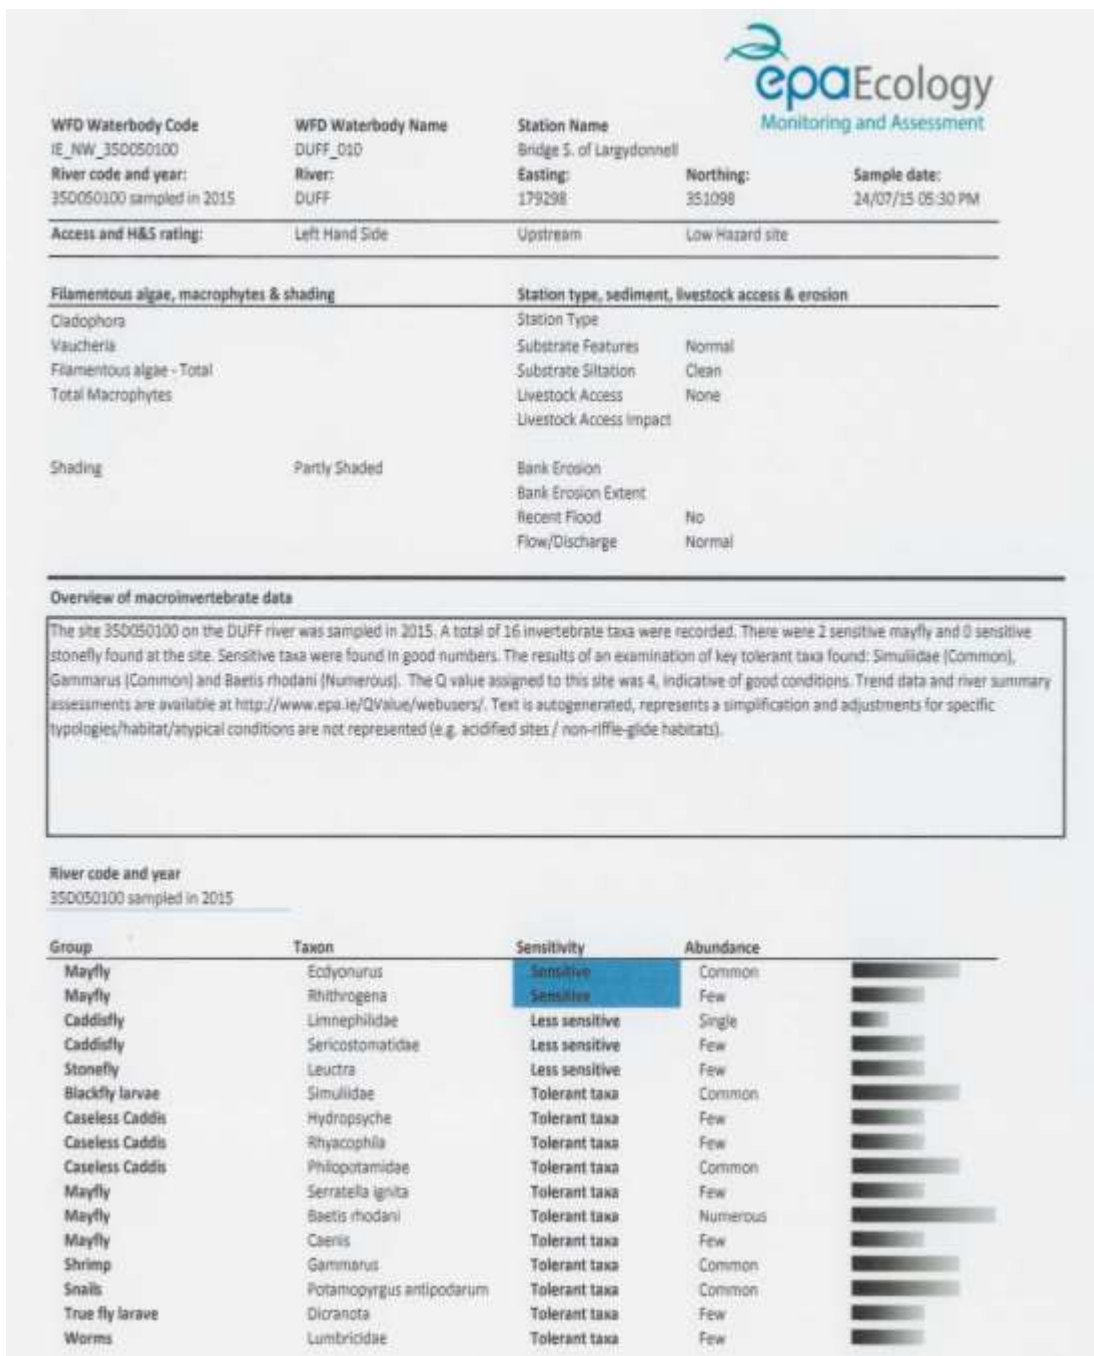 epaEcology
Monitoring and Assessment
WFD Waterbody Code WFD Waterbody Name Station Name
IE_NW_35D050100 DUFF_010 Bridge S. of Largydonnell
River code and year: River: Easting: Northing: Sample date:
35D050100 sampled in 2015 DUFF 179298 351098 24/07/15 05:30 PM
Access and H&S rating: Left Hand Side Upstream Low Hazard site
Filamentous algae, macrophytes & shading Station type, sediment, livestock access & erosion
Cladophora Station Type
Vaucheria Substrate Features Normal
Filamentous algae - Total Substrate Siltation Clean
Total Macrophytes Livestock Access None
Livestock Access Impact
Shading Partly Shaded Bank Erosion
Bank Erosion Extent
Recent Flood No
Flow/Discharge Normal
Overview of macroinvertebrate data
The site 35D050100 on the DUFF river was sampled in 2015. A total of 16 invertebrate taxa were recorded. There were 2 sensitive mayfly and 0 sensitive
stonefly found at the site. Sensitive taxa were found in good numbers. The results of an examination of key tolerant taxa found: Simuliidae (Common),
Gammarus (Common) and Baetis rhodani (Numerous). The Q value assigned to this site was 4, indicative of good conditions. Trend data and river summary
assessments are available at http://www.epa.ie/QValue/webusers/. Text is autogenerated, represents a simplification and adjustments for specific
typologies/habitat/atypical conditions are not represented (e.g. acidified sites / non-riffle-glide habitats).
River code and year
35D050100 sampled in 2015
Group Taxon Sensitivity Abundance
Mayfly Ecdyonurus Sensitive Common
Mayfly Rhithrogena Sensitive Few
Caddisfly Limnephilidae Less sensitive Single
Caddisfly Sericostomatidae Less sensitive Few
Stonefly Leuctra Less sensitive Few
Blackfly larvae Simuliidae Tolerant taxa Common
Caseless Caddis Hydropsyche Tolerant taxa Few
Caseless Caddis Rhyacophila Tolerant taxa Few
Caseless Caddis Philopotamidae Tolerant taxa Common
Mayfly Serratella ignita Tolerant taxa Few
Mayfly Baetis rhodani Tolerant taxa Numerous
Mayfly Caenis Tolerant taxa Few
Shrimp Gammarus Tolerant taxa Common
Snails Potamopyrgus antipodarum Tolerant taxa Common
True fly larave Dicranota Tolerant taxa Few
Worms Lumbricidae Tolerant taxa Few